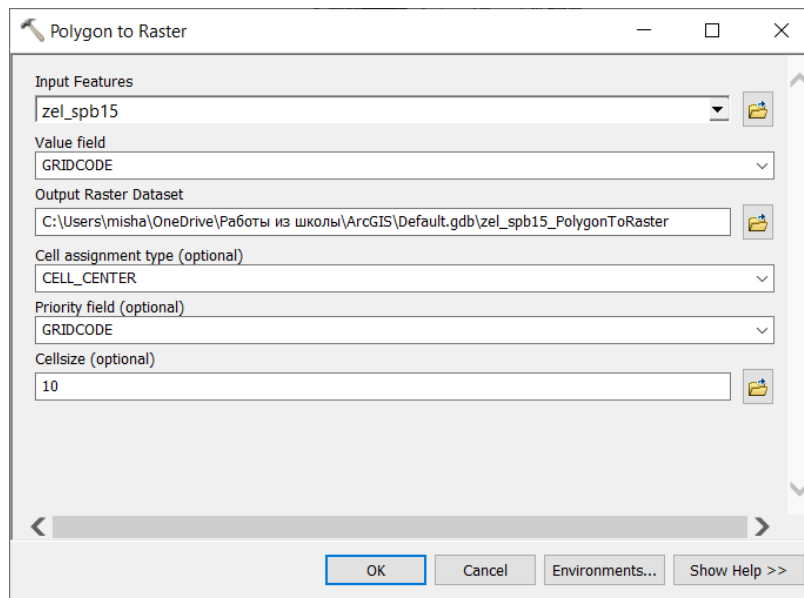 Polygon to Raster
Input Features
zel_spb15
Value field
GRIDCODE
Output Raster Dataset
C:\Users\misha\OneDrive\Работы из школы\ArcGIS\Default.gdb\zel_spb15_PolygonToRaster
Cell assignment type (optional)
CELL_CENTER
Priority field (optional)
GRIDCODE
Cellsize (optional)
10
OK Cancel Environments... Show Help >>